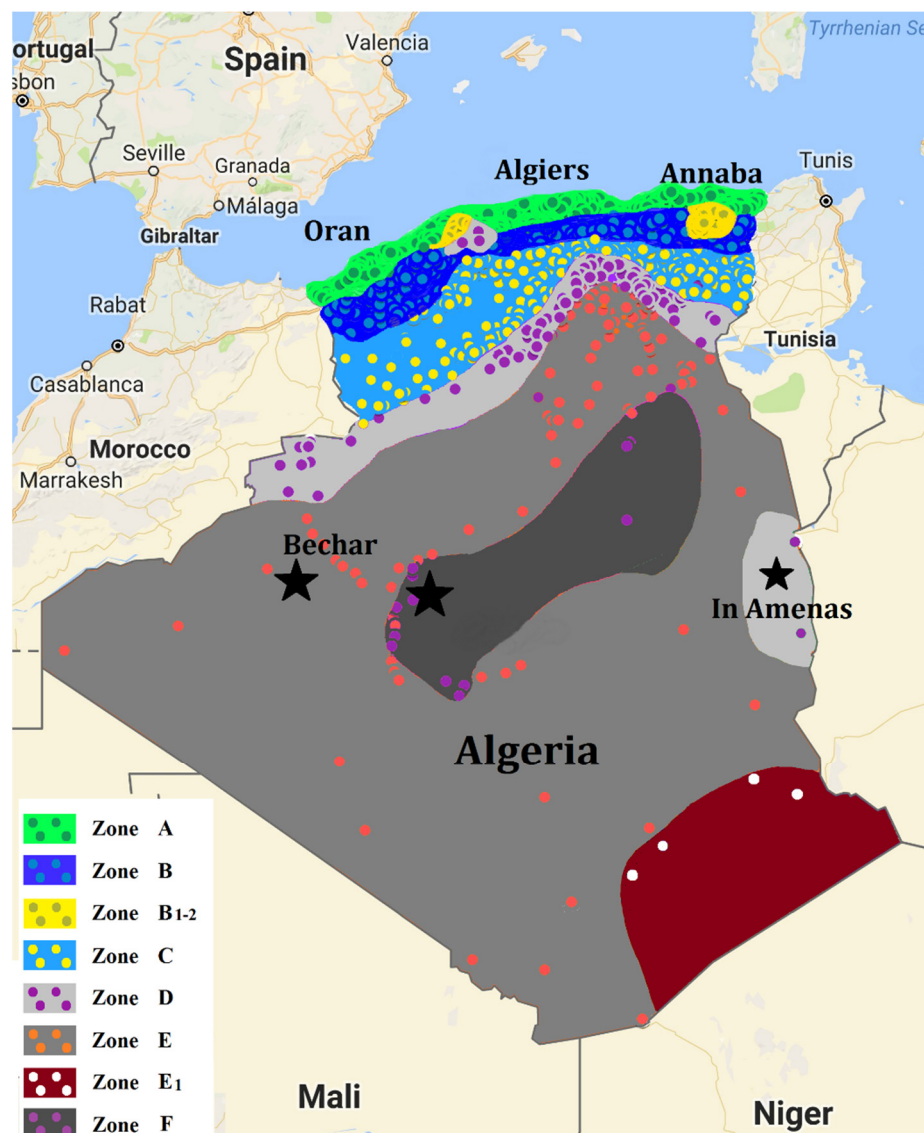 Tyrrhenian Se
ortugal
Spain
Valencia
sbon
Seville
Granada
Málaga
Gibraltar
Algiers
Annaba
Tunis
Oran
Rabat
Casablanca
Tunisia
Morocco
Marrakesh
Bechar
In Amenas
Algeria
Zone A
Zone B
Zone B1-2
Zone C
Zone D
Zone E
Zone E1
Zone F
Mali
Niger